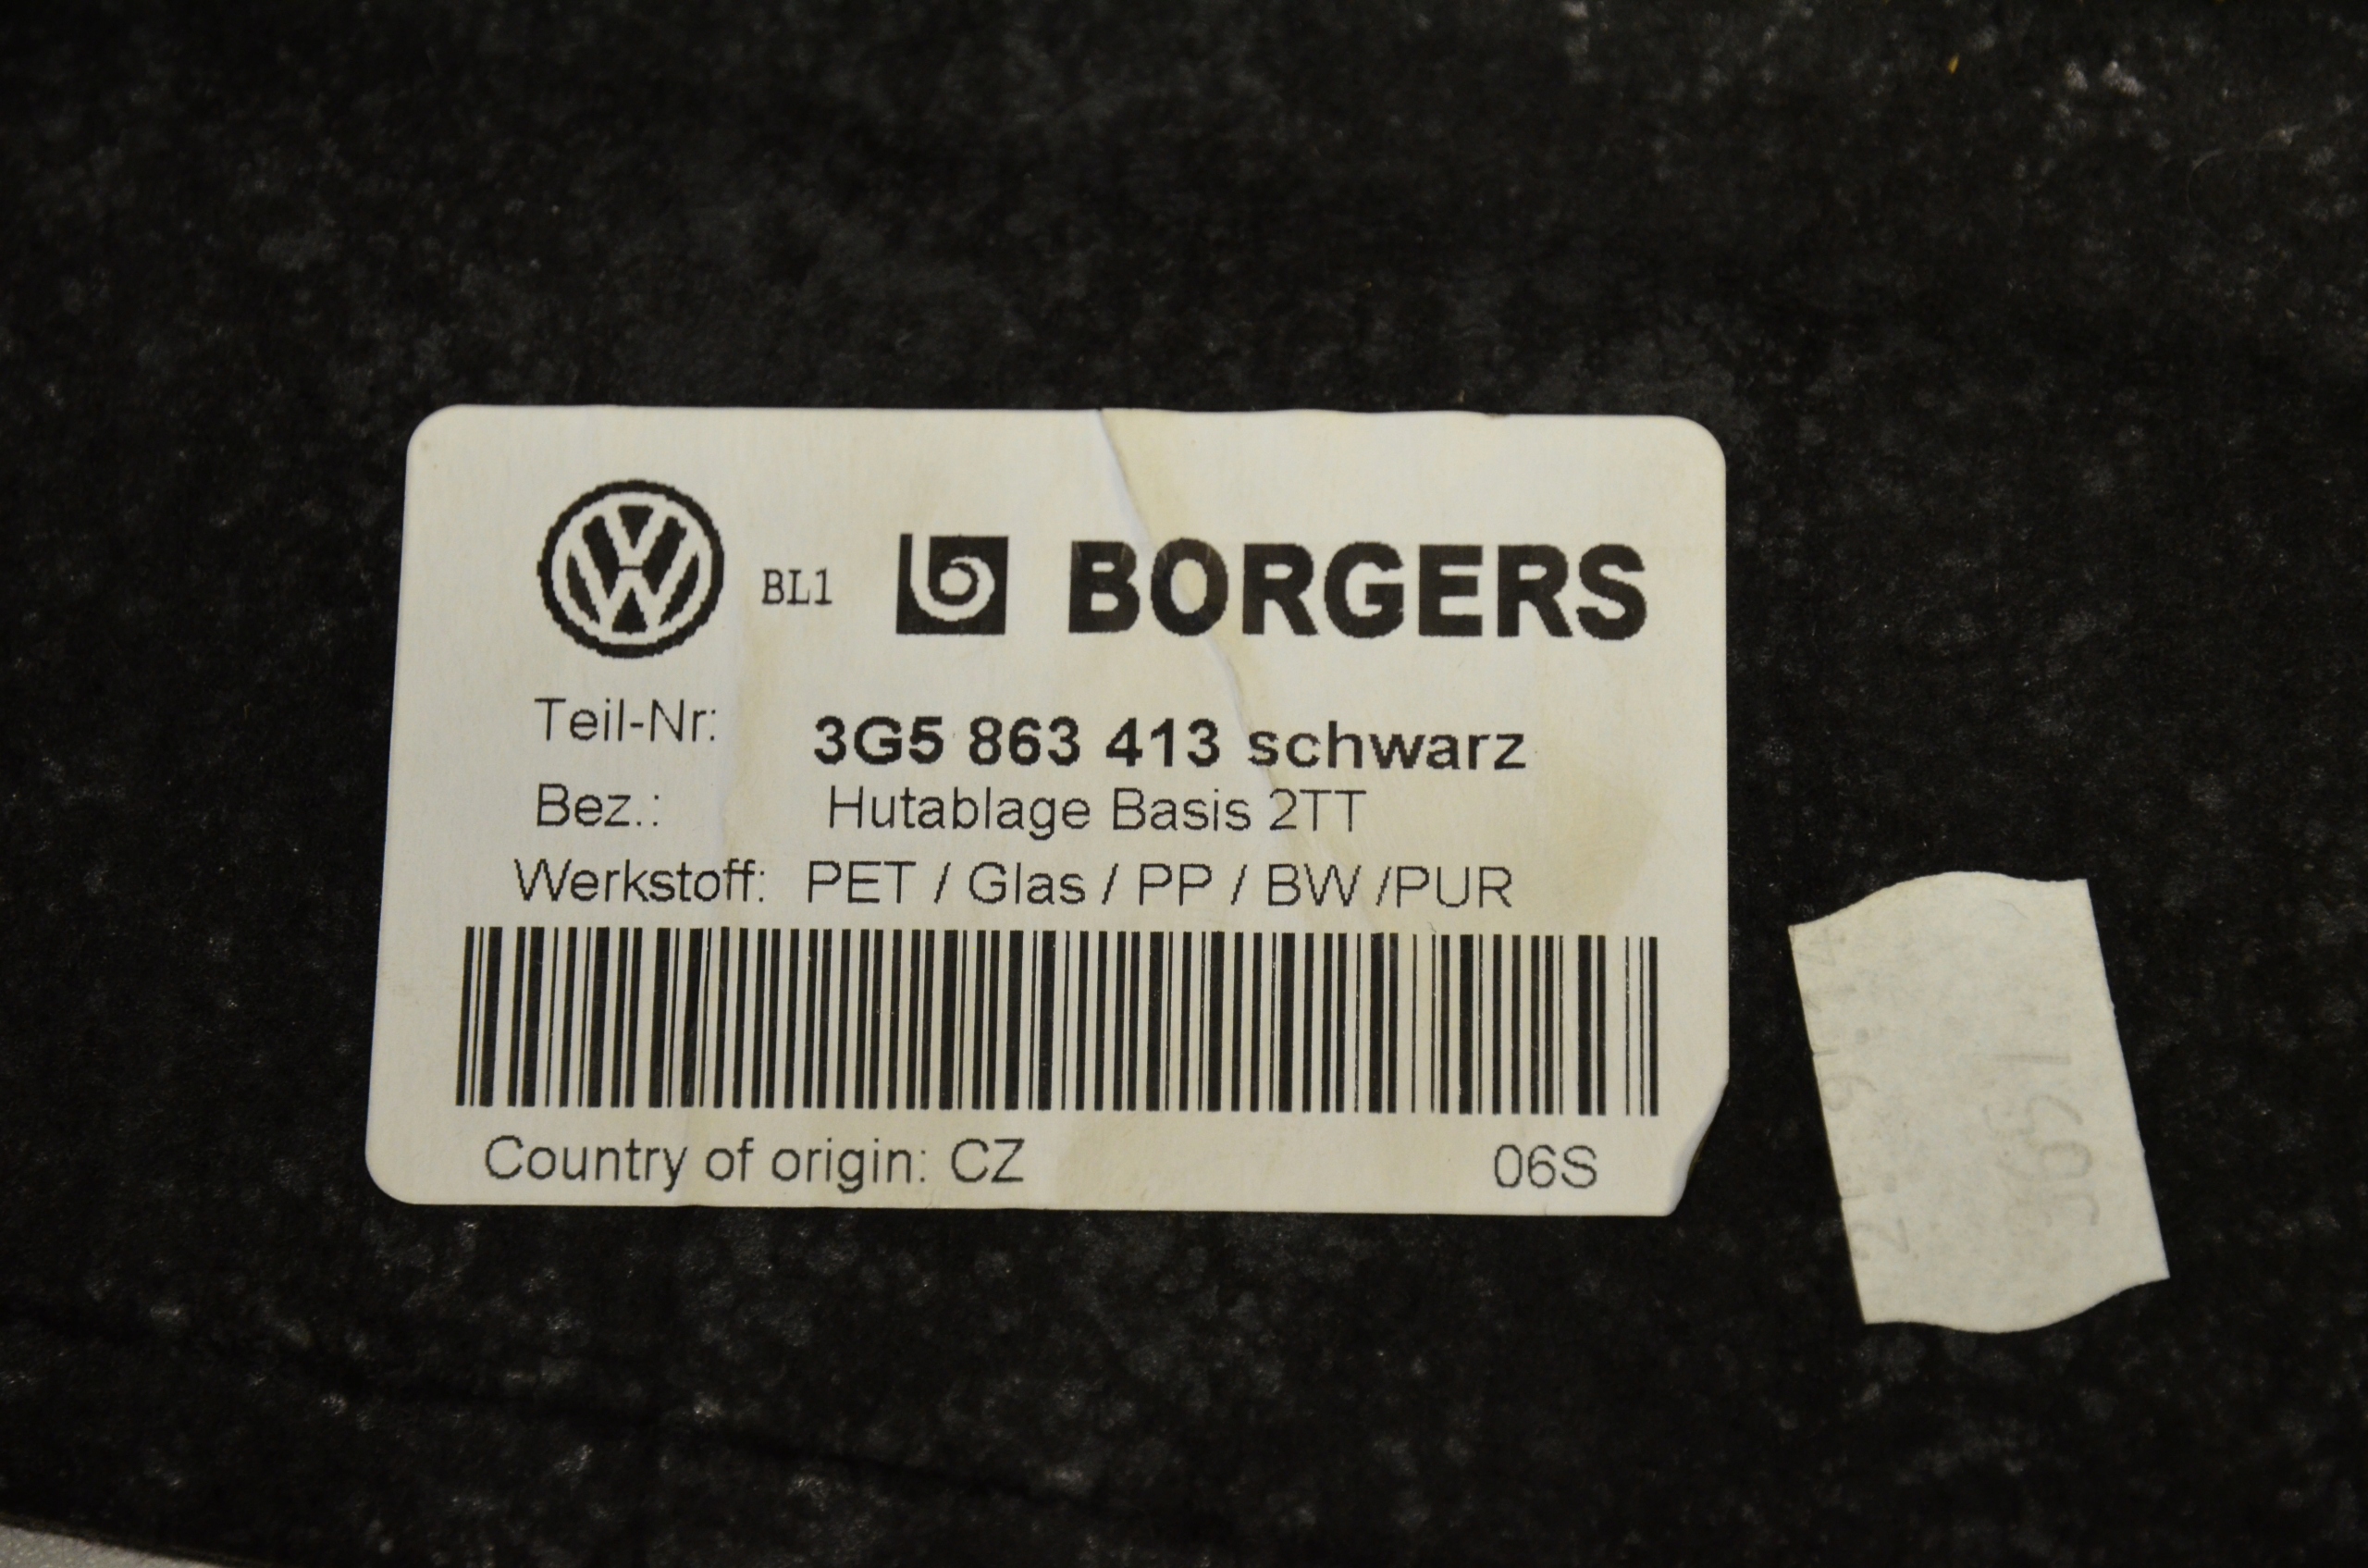 BL1 BORGERS
Teil-Nr: 3G5 863 413 schwarz
Bez.: Hutablage Basis 2TT
Werkstoff: PET / Glas / PP / BW /PUR
Country of origin: CZ 06S